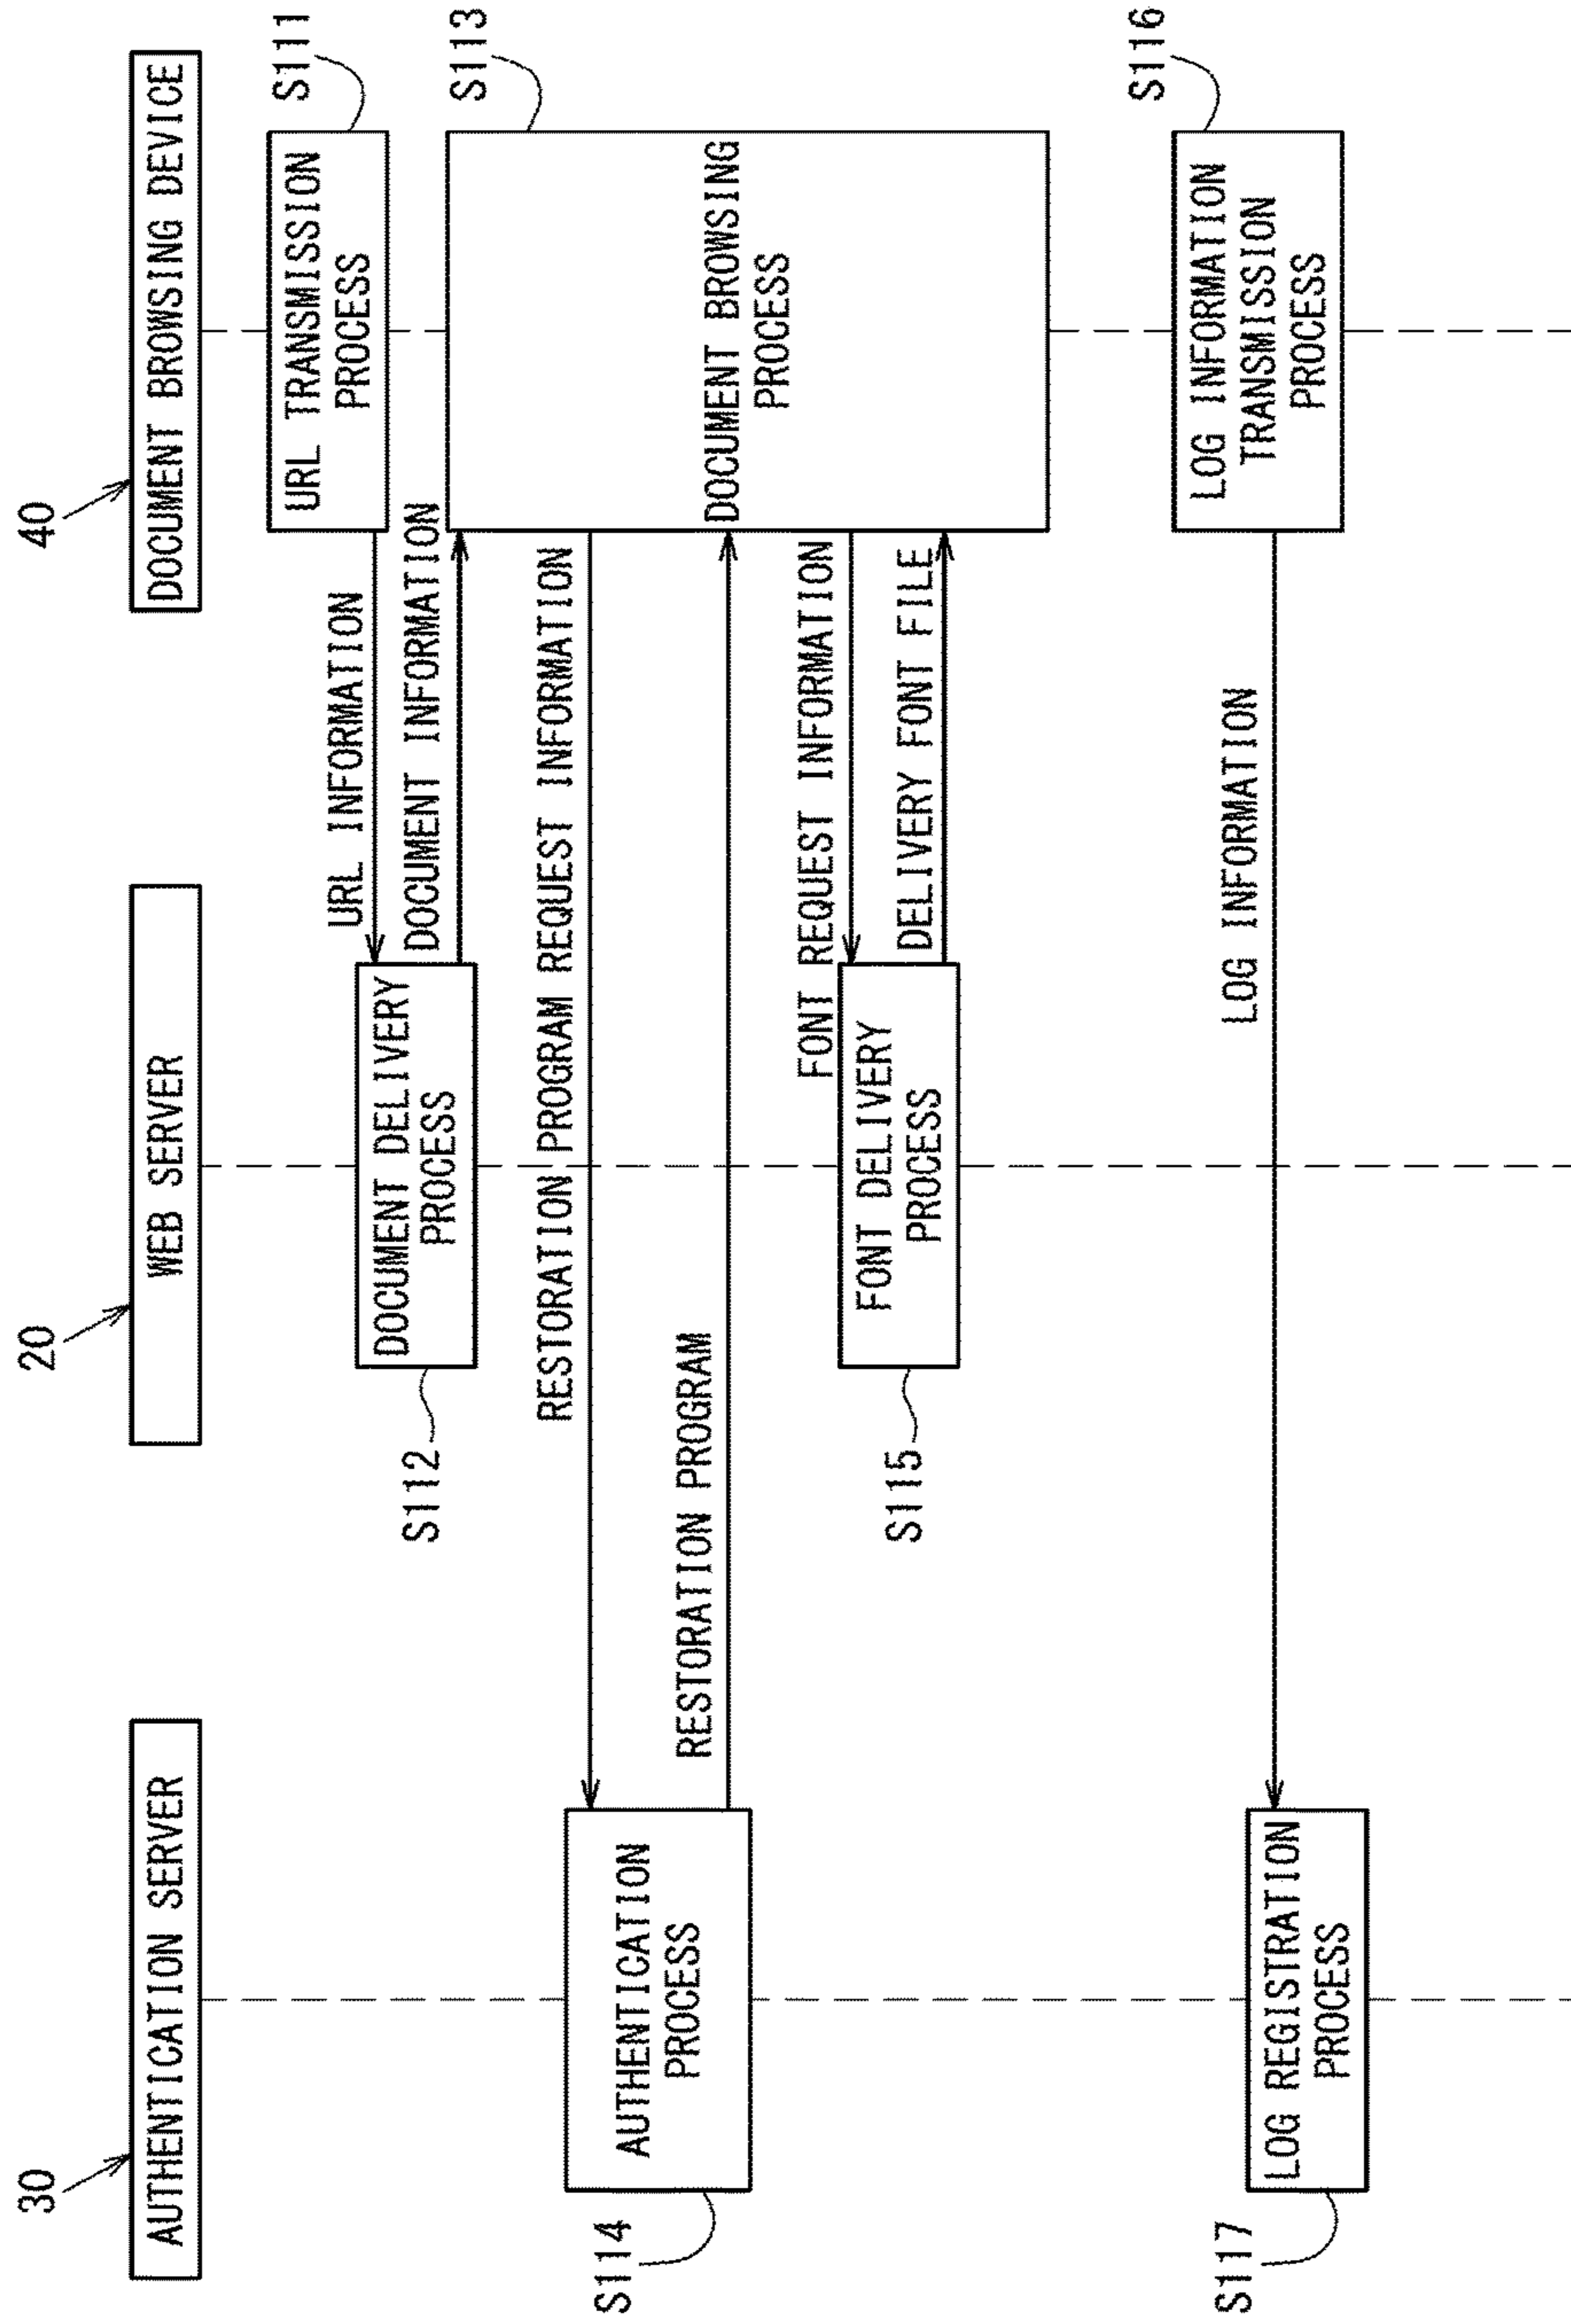 30
AUTHENTICATION SERVER
20
WEB SERVER
40
DOCUMENT BROWSING DEVICE
URL TRANSMISSION
PROCESS
S111
URL INFORMATION
DOCUMENT DELIVERY
PROCESS
S112
DOCUMENT INFORMATION
DOCUMENT BROWSING
PROCESS
S113
RESTORATION PROGRAM REQUEST INFORMATION
AUTHENTICATION
PROCESS
S114
RESTORATION PROGRAM
FONT REQUEST INFORMATION
FONT DELIVERY
PROCESS
S115
DELIVERY FONT FILE
LOG INFORMATION
TRANSMISSION
PROCESS
S116
LOG INFORMATION
LOG REGISTRATION
PROCESS
S117